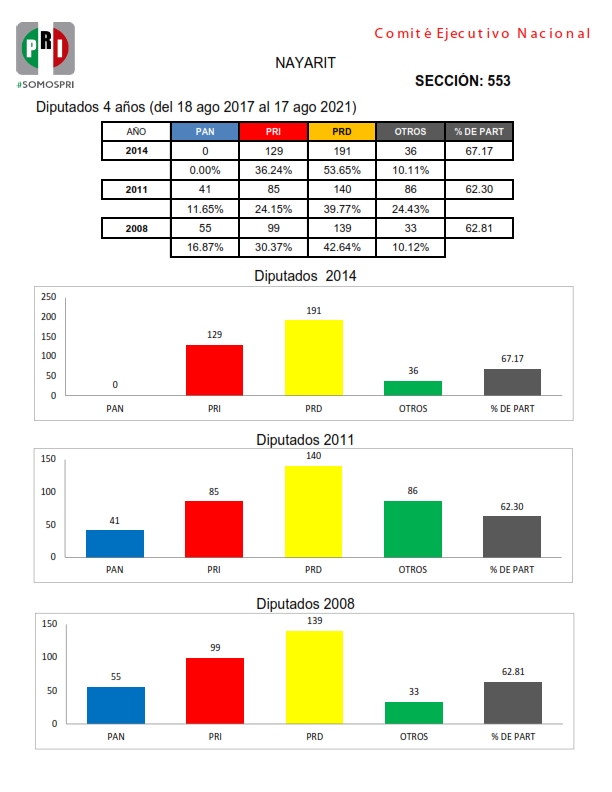 Comité Ejecutivo Nacional
PRI
#SOMOSPRI
NAYARIT
SECCIÓN: 553
Diputados 4 años (del 18 ago 2017 al 17 ago 2021)
AÑO PAN PRI PRD OTROS % DE PART
2014 0 129 191 36 67.17
0.00% 36.24% 53.65% 10.11%
2011 41 85 140 86 62.30
11.65% 24.15% 39.77% 24.43%
2008 55 99 139 33 62.81
16.87% 30.37% 42.64% 10.12%
Diputados 2014
250
200
150
100
50
0
0 129 191 36 67.17
PAN PRI PRD OTROS % DE PART
Diputados 2011
150
100
50
0
41 85 140 86 62.30
PAN PRI PRD OTROS % DE PART
Diputados 2008
150
100
50
0
55 99 139 33 62.81
PAN PRI PRD OTROS % DE PART